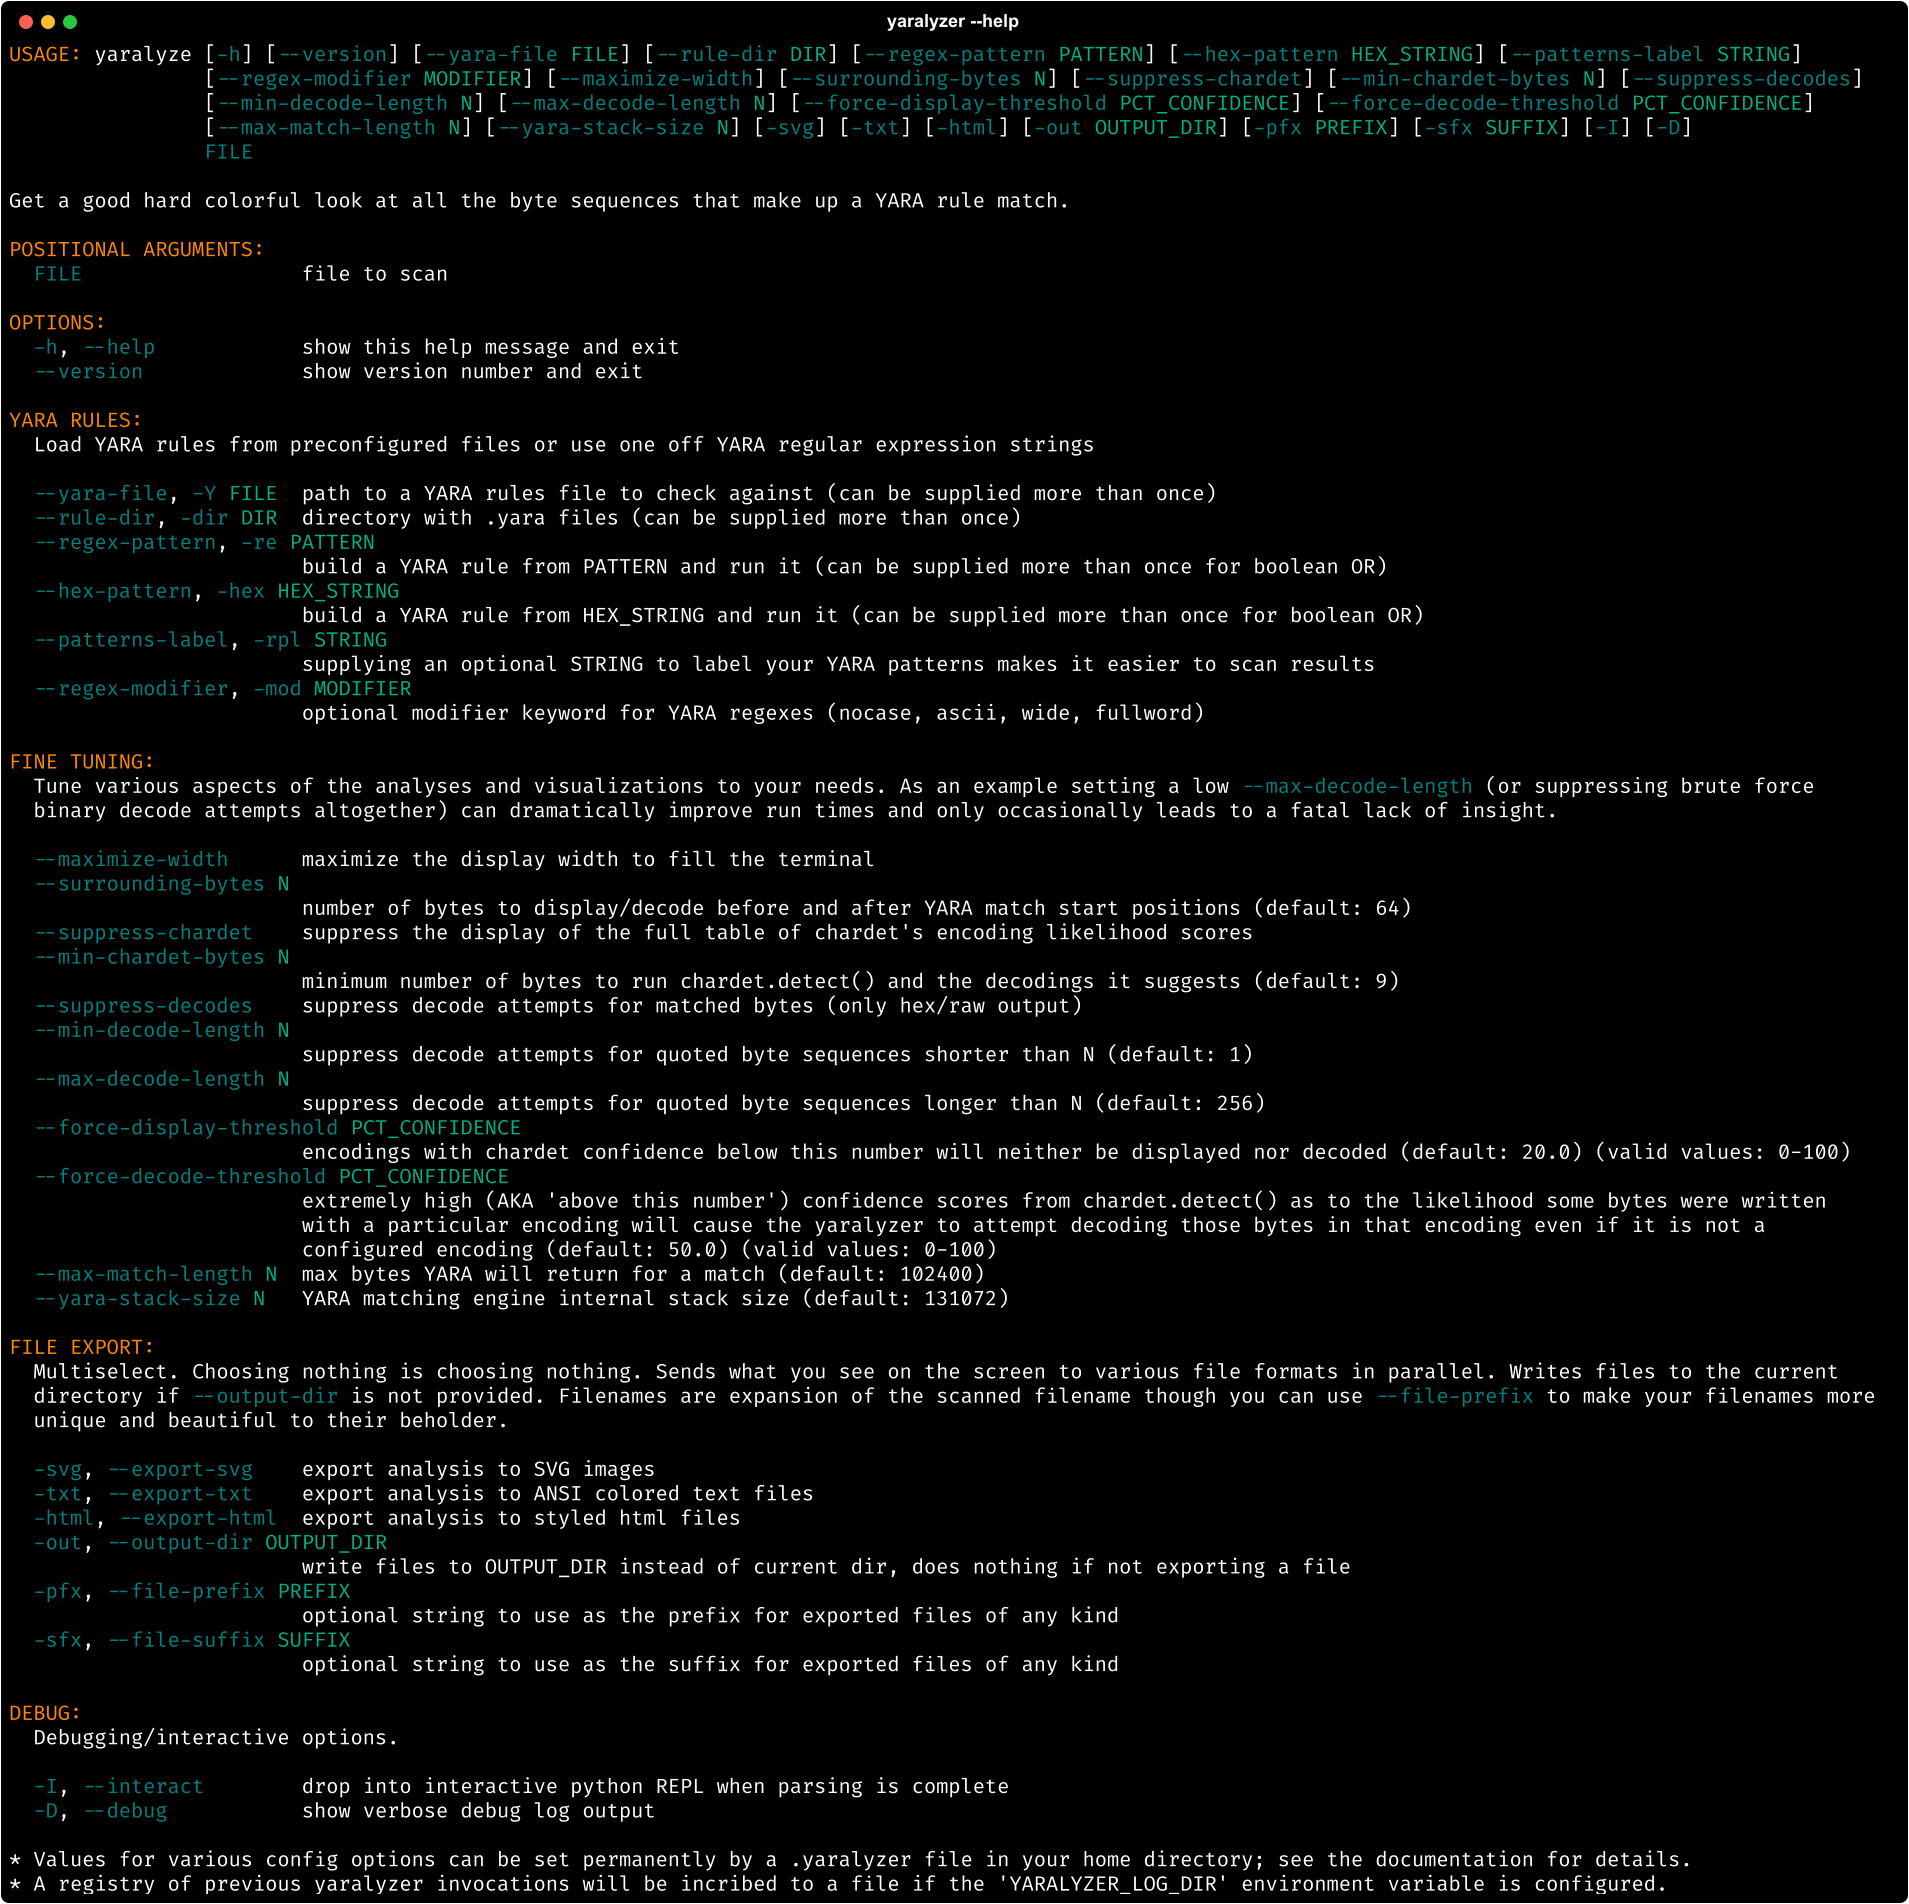 yaralyzer --help
USAGE: yaralyze [-h] [--version] [--yara-file FILE] [--rule-dir DIR] [--regex-pattern PATTERN] [--hex-pattern HEX_STRING] [--patterns-label STRING]
[--regex-modifier MODIFIER] [--maximize-width] [--surrounding-bytes N] [--suppress-chardet] [--min-chardet-bytes N] [--suppress-decodes]
[--min-decode-length N] [--max-decode-length N] [--force-display-threshold PCT_CONFIDENCE] [--force-decode-threshold PCT_CONFIDENCE]
[--max-match-length N] [--yara-stack-size N] [-svg] [-txt] [-html] [-out OUTPUT_DIR] [-pfx PREFIX] [-sfx SUFFIX] [-I] [-D]
FILE
Get a good hard colorful look at all the byte sequences that make up a YARA rule match.
POSITIONAL ARGUMENTS:
FILE file to scan
OPTIONS:
-h, --help show this help message and exit
--version show version number and exit
YARA RULES:
Load YARA rules from preconfigured files or use one off YARA regular expression strings
--yara-file, -Y FILE path to a YARA rules file to check against (can be supplied more than once)
--rule-dir, -dir DIR directory with .yara files (can be supplied more than once)
--regex-pattern, -re PATTERN
build a YARA rule from PATTERN and run it (can be supplied more than once for boolean OR)
--hex-pattern, -hex HEX_STRING
build a YARA rule from HEX_STRING and run it (can be supplied more than once for boolean OR)
--patterns-label, -rpl STRING
supplying an optional STRING to label your YARA patterns makes it easier to scan results
--regex-modifier, -mod MODIFIER
optional modifier keyword for YARA regexes (nocase, ascii, wide, fullword)
FINE TUNING:
Tune various aspects of the analyses and visualizations to your needs. As an example setting a low --max-decode-length (or suppressing brute force
binary decode attempts altogether) can dramatically improve run times and only occasionally leads to a fatal lack of insight.
--maximize-width maximize the display width to fill the terminal
--surrounding-bytes N
number of bytes to display/decode before and after YARA match start positions (default: 64)
--suppress-chardet suppress the display of the full table of chardet's encoding likelihood scores
--min-chardet-bytes N
minimum number of bytes to run chardet.detect() and the decodings it suggests (default: 9)
--suppress-decodes suppress decode attempts for matched bytes (only hex/raw output)
--min-decode-length N
suppress decode attempts for quoted byte sequences shorter than N (default: 1)
--max-decode-length N
suppress decode attempts for quoted byte sequences longer than N (default: 256)
--force-display-threshold PCT_CONFIDENCE
encodings with chardet confidence below this number will neither be displayed nor decoded (default: 20.0) (valid values: 0-100)
--force-decode-threshold PCT_CONFIDENCE
extremely high (AKA 'above this number') confidence scores from chardet.detect() as to the likelihood some bytes were written
with a particular encoding will cause the yaralyzer to attempt decoding those bytes in that encoding even if it is not a
configured encoding (default: 50.0) (valid values: 0-100)
--max-match-length N max bytes YARA will return for a match (default: 102400)
--yara-stack-size N YARA matching engine internal stack size (default: 131072)
FILE EXPORT:
Multiselect. Choosing nothing is choosing nothing. Sends what you see on the screen to various file formats in parallel. Writes files to the current
directory if --output-dir is not provided. Filenames are expansion of the scanned filename though you can use --file-prefix to make your filenames more
unique and beautiful to their beholder.
-svg, --export-svg export analysis to SVG images
-txt, --export-txt export analysis to ANSI colored text files
-html, --export-html export analysis to styled html files
-out, --output-dir OUTPUT_DIR
write files to OUTPUT_DIR instead of current dir, does nothing if not exporting a file
-pfx, --file-prefix PREFIX
optional string to use as the prefix for exported files of any kind
-sfx, --file-suffix SUFFIX
optional string to use as the suffix for exported files of any kind
DEBUG:
Debugging/interactive options.
-I, --interact drop into interactive python REPL when parsing is complete
-D, --debug show verbose debug log output
* Values for various config options can be set permanently by a .yaralyzer file in your home directory; see the documentation for details.
* A registry of previous yaralyzer invocations will be incribed to a file if the 'YARALYZER_LOG_DIR' environment variable is configured.